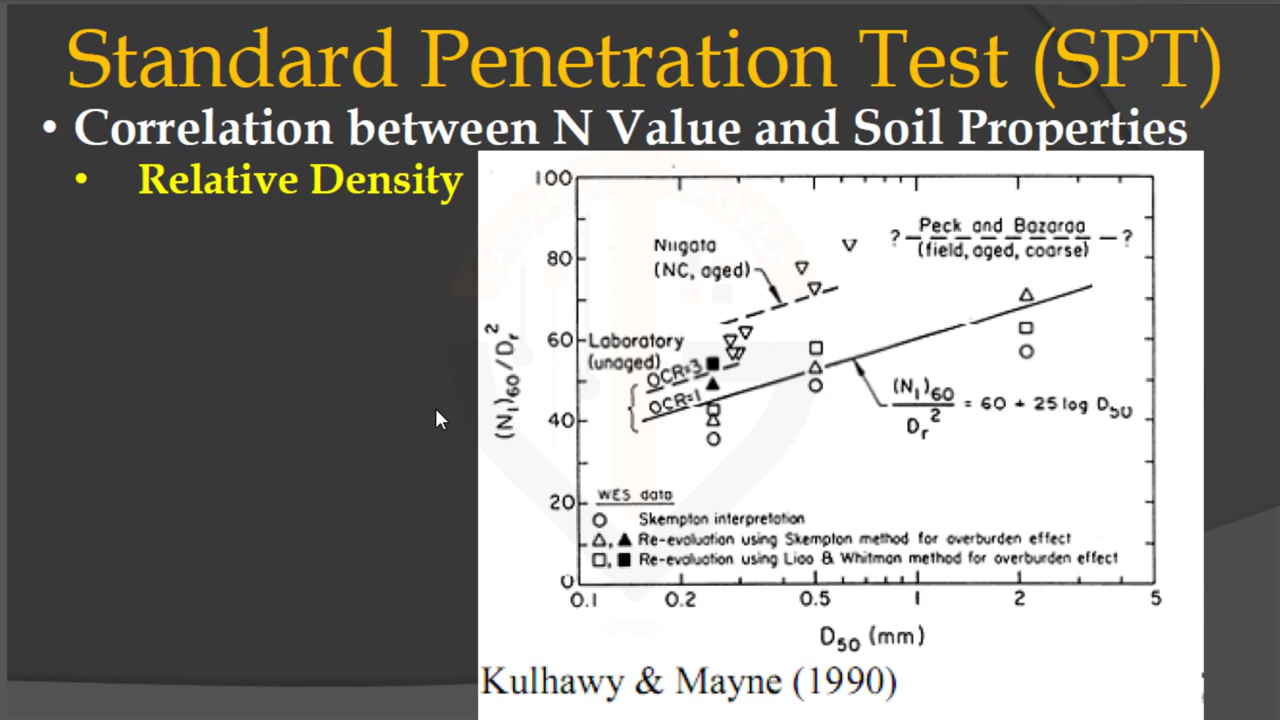 Standard Penetration Test (SPT)
• Correlation between N Value and Soil Properties
• Relative Density
100
80
60
40
20
0
(N₁)₆₀/Dᵣ²
Niigata
(NC, aged)
? Peck and Bazaraa ?
(field, aged, coarse)
Laboratory
(unaged)
OCR=3
OCR=1
(N₁)₆₀
Dᵣ² = 60 + 25 log D₅₀
WES data
Skempton interpretation
Re-evaluation using Skempton method for overburden effect
Re-evaluation using Liao & Whitman method for overburden effect
0.1 0.2 0.5 1 2 5
D₅₀ (mm)
Kulhawy & Mayne (1990)